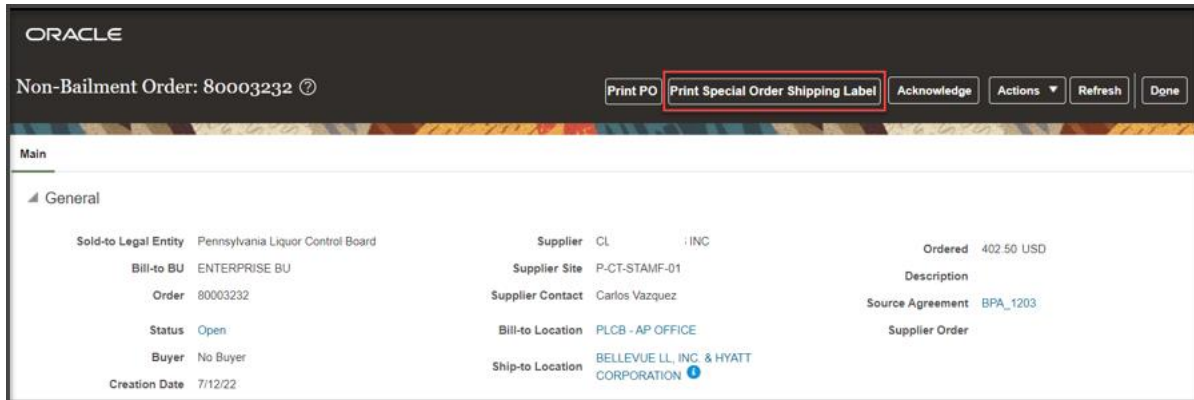 ORACLE
Non-Bailment Order: 80003232
Print PO Print Special Order Shipping Label Acknowledge Actions Refresh Done
Main
General
Sold-to Legal Entity Pennsylvania Liquor Control Board
Bill-to BU ENTERPRISE BU
Order 80003232
Status Open
Buyer No Buyer
Creation Date 7/12/22
Supplier CL INC
Supplier Site P-CT-STAMF-01
Supplier Contact Carlos Vazquez
Bill-to Location PLCB - AP OFFICE
Ship-to Location BELLEVUE LL, INC. & HYATT
CORPORATION
Ordered 402.50 USD
Description
Source Agreement BPA_1203
Supplier Order